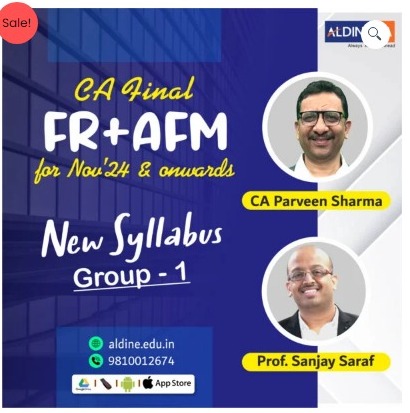 Sale!
ALDINE
CA Final
FR+AFM
for Nov'24 & onwards
CA Parveen Sharma
New Syllabus
Group - 1
Prof. Sanjay Saraf
aldine.edu.in
9810012674
App Store